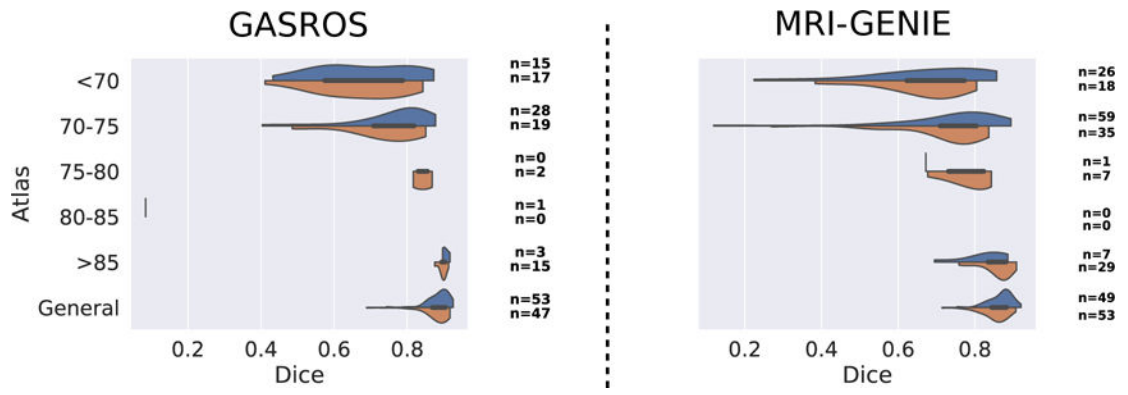 GASROS
<70
70-75
75-80
80-85
>85
General
Atlas
n=15
n=17
n=28
n=19
n=0
n=2
n=1
n=0
n=3
n=15
n=53
n=47
0.2 0.4 0.6 0.8
Dice
MRI-GENIE
n=26
n=18
n=59
n=35
n=1
n=7
n=0
n=0
n=7
n=29
n=49
n=53
0.2 0.4 0.6 0.8
Dice